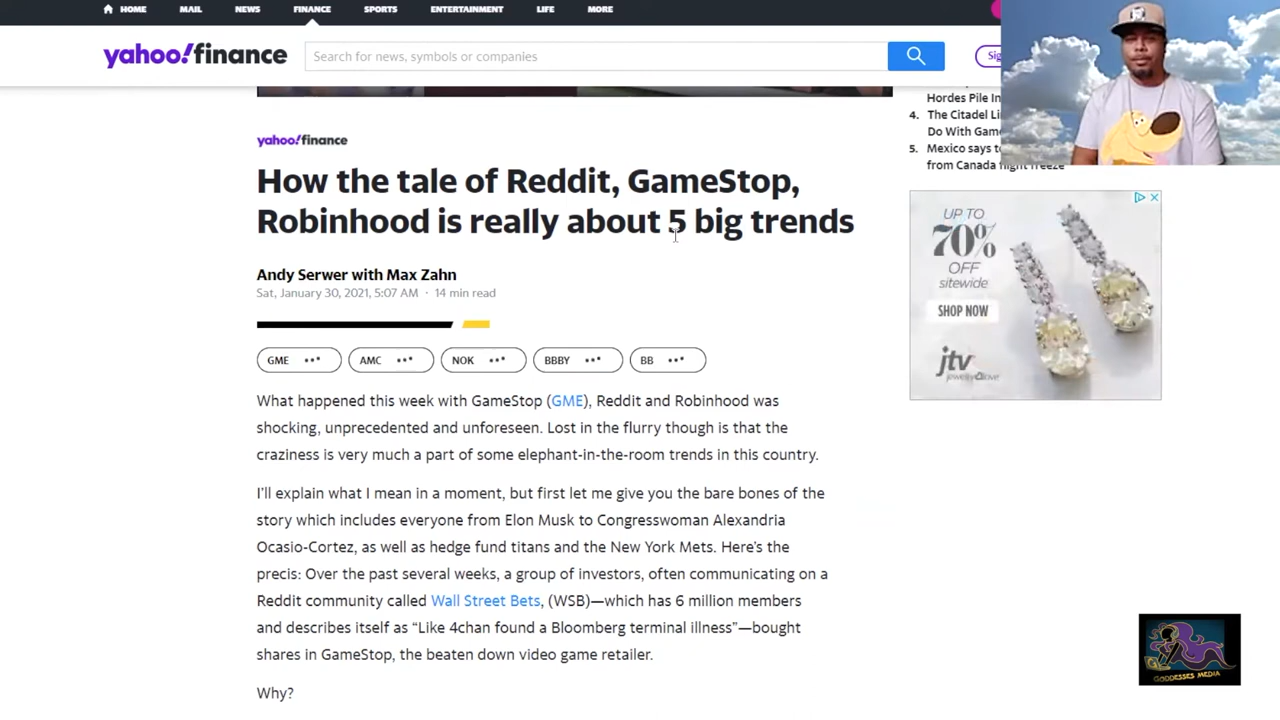 HOME MAIL NEWS FINANCE SPORTS ENTERTAINMENT LIFE MORE
yahoo!finance
Search for news, symbols or companies
Sig
Hordes Pile In
4. The Citadel Li
Do With Gam
5. Mexico says t
from Canada flight freeze
yahoo!finance
How the tale of Reddit, GameStop,
Robinhood is really about 5 big trends
Andy Serwer with Max Zahn
Sat, January 30, 2021, 5:07 AM · 14 min read
GME AMC NOK BBBY BB
What happened this week with GameStop (GME), Reddit and Robinhood was
shocking, unprecedented and unforeseen. Lost in the flurry though is that the
craziness is very much a part of some elephant-in-the-room trends in this country.
I'll explain what I mean in a moment, but first let me give you the bare bones of the
story which includes everyone from Elon Musk to Congresswoman Alexandria
Ocasio-Cortez, as well as hedge fund titans and the New York Mets. Here's the
precis: Over the past several weeks, a group of investors, often communicating on a
Reddit community called Wall Street Bets, (WSB)—which has 6 million members
and describes itself as “Like 4chan found a Bloomberg terminal illness”—bought
shares in GameStop, the beaten down video game retailer.
Why?
UP TO
70%
OFF
sitewide
SHOP NOW
jtv
jewelry love
GODDESSES MEDIA